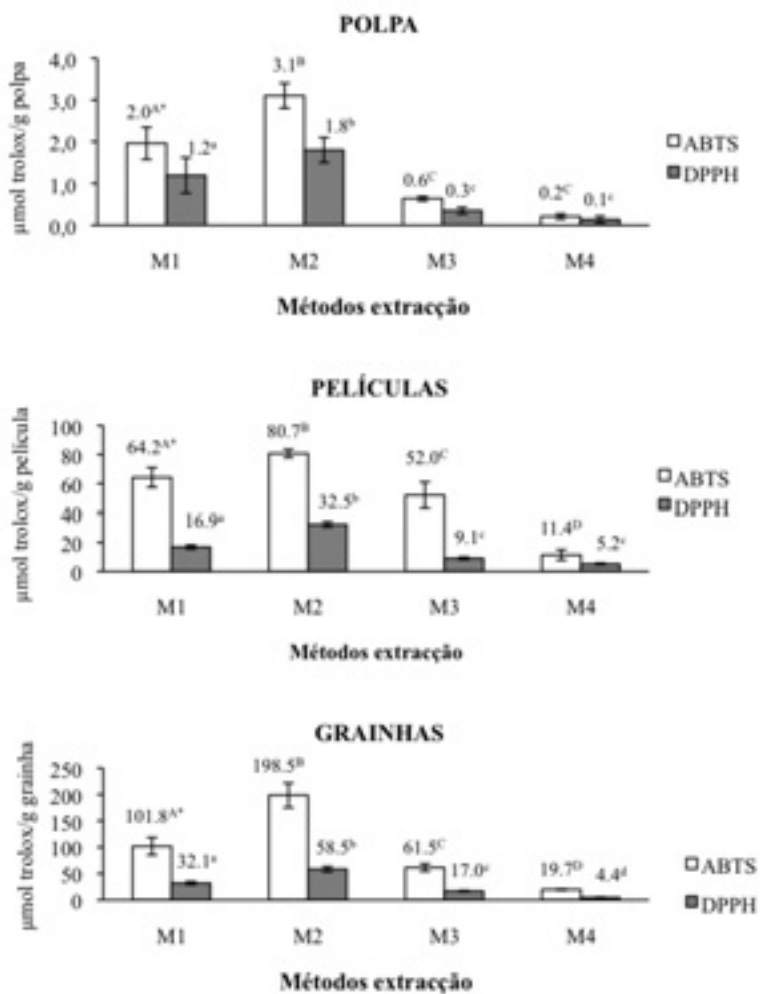 POLPA
µmol trolox/g polpa
4,0
3,0
2,0
1,0
0,0
2.0A*
1.2a
3.1B
1.8b
0.6C
0.3c
0.2C
0.1c
ABTS
DPPH
M1 M2 M3 M4
Métodos extracção
PELÍCULAS
µmol trolox/g película
100
80
60
40
20
0
64.2A*
16.9a
80.7B
32.5b
52.0C
9.1c
11.4D
5.2c
ABTS
DPPH
M1 M2 M3 M4
Métodos extracção
GRAINHAS
µmol trolox/g grainha
250
200
150
100
50
0
101.8A*
32.1a
198.5B
58.5b
61.5C
17.0c
19.7D
4.4d
ABTS
DPPH
M1 M2 M3 M4
Métodos extracção